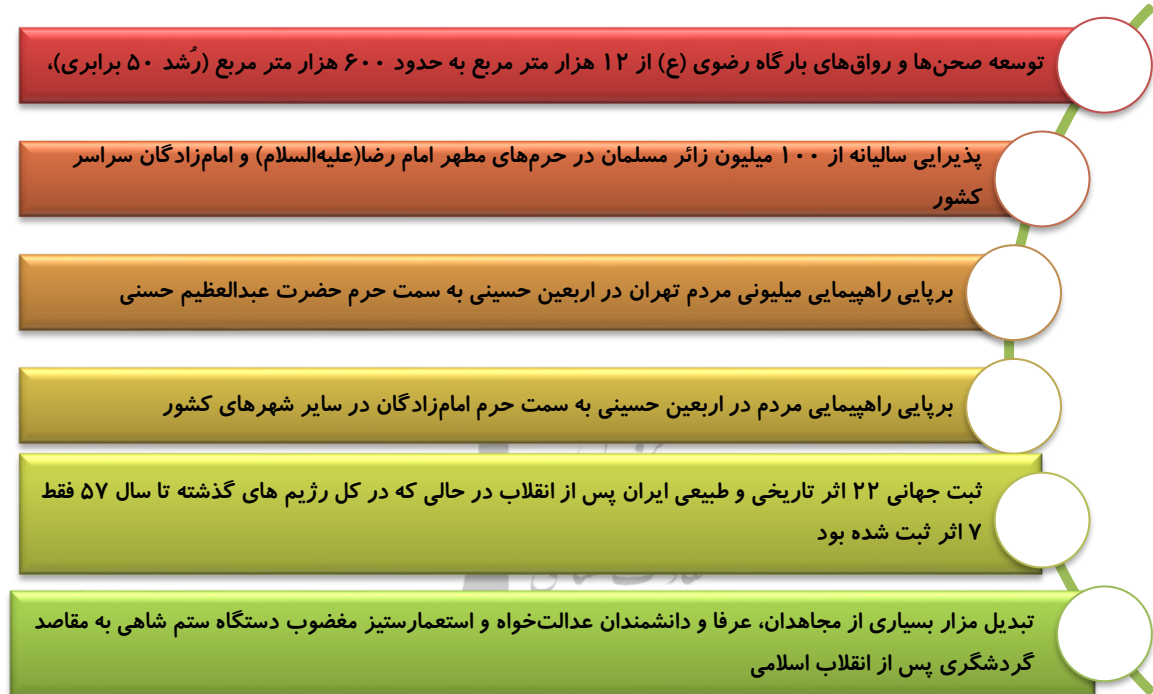 توسعه صحن‌ها و رواق‌های بارگاه رضوی (ع) از ۱۲ هزار متر مربع به حدود ۶۰۰ هزار متر مربع (رُشد ۵۰ برابری)،
پذیرایی سالیانه از ۱۰۰ میلیون زائر مسلمان در حرم‌های مطهر امام رضا(علیه‌السلام) و امام‌زادگان سراسر
کشور
برپایی راهپیمایی میلیونی مردم تهران در اربعین حسینی به سمت حرم حضرت عبدالعظیم حسنی
برپایی راهپیمایی مردم در اربعین حسینی به سمت حرم امام‌زادگان در سایر شهرهای کشور
ثبت جهانی ۲۲ اثر تاریخی و طبیعی ایران پس از انقلاب در حالی که در کل رژیم های گذشته تا سال ۵۷ فقط
۷ اثر ثبت شده بود
تبدیل مزار بسیاری از مجاهدان، عرفا و دانشمندان عدالت‌خواه و استعمارستیز مغضوب دستگاه ستم شاهی به مقاصد
گردشگری پس از انقلاب اسلامی